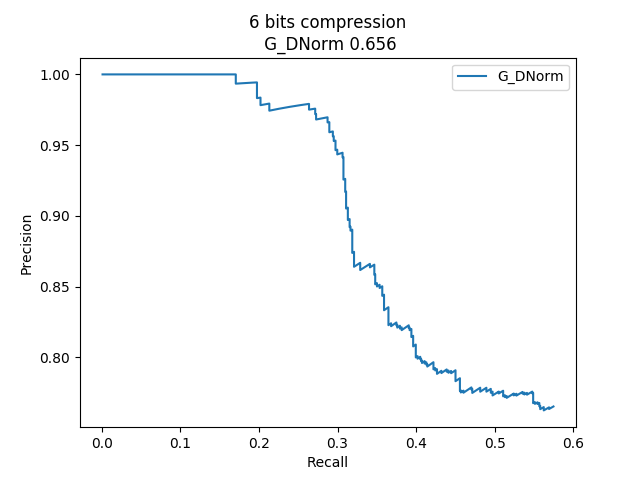 6 bits compression
G_DNorm 0.656
G_DNorm
1.00
0.95
0.90
0.85
0.80
Precision
0.0 0.1 0.2 0.3 0.4 0.5 0.6
Recall